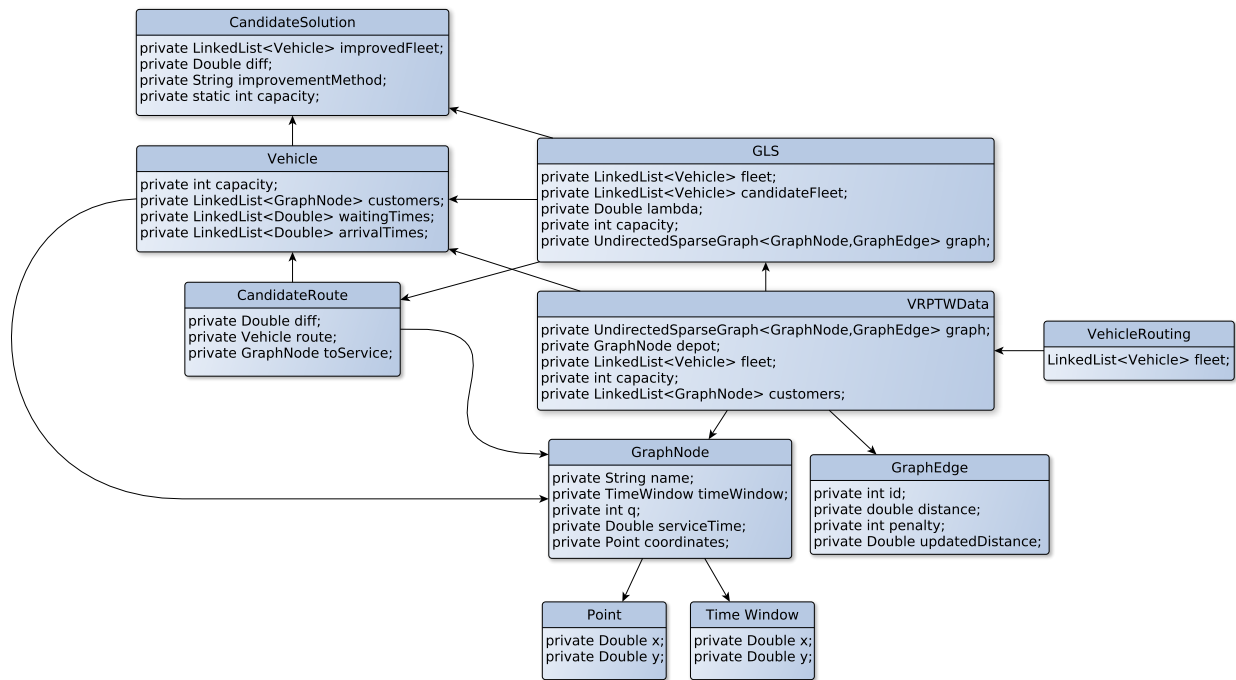 CandidateSolution
private LinkedList<Vehicle> improvedFleet;
private Double diff;
private String improvementMethod;
private static int capacity;
Vehicle
private int capacity;
private LinkedList<GraphNode> customers;
private LinkedList<Double> waitingTimes;
private LinkedList<Double> arrivalTimes;
GLS
private LinkedList<Vehicle> fleet;
private LinkedList<Vehicle> candidateFleet;
private Double lambda;
private int capacity;
private UndirectedSparseGraph<GraphNode,GraphEdge> graph;
CandidateRoute
private Double diff;
private Vehicle route;
private GraphNode toService;
VRPTWData
private UndirectedSparseGraph<GraphNode,GraphEdge> graph;
private GraphNode depot;
private LinkedList<Vehicle> fleet;
private int capacity;
private LinkedList<GraphNode> customers;
VehicleRouting
LinkedList<Vehicle> fleet;
GraphNode
private String name;
private TimeWindow timeWindow;
private int q;
private Double serviceTime;
private Point coordinates;
GraphEdge
private int id;
private double distance;
private int penalty;
private Double updatedDistance;
Point
private Double x;
private Double y;
Time Window
private Double x;
private Double y;